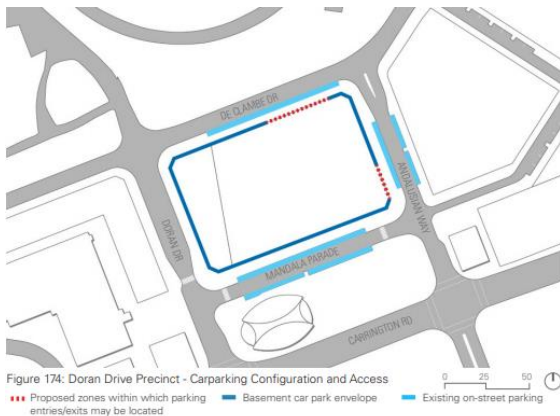 DE CLAMBE DR
ANDALUSIAN WAY
DORAN DR
MANDALA PARADE
CARRINGTON RD
Figure 174: Doran Drive Precinct - Carparking Configuration and Access
0 25 50
Proposed zones within which parking
entries/exits may be located
Basement car park envelope
Existing on-street parking